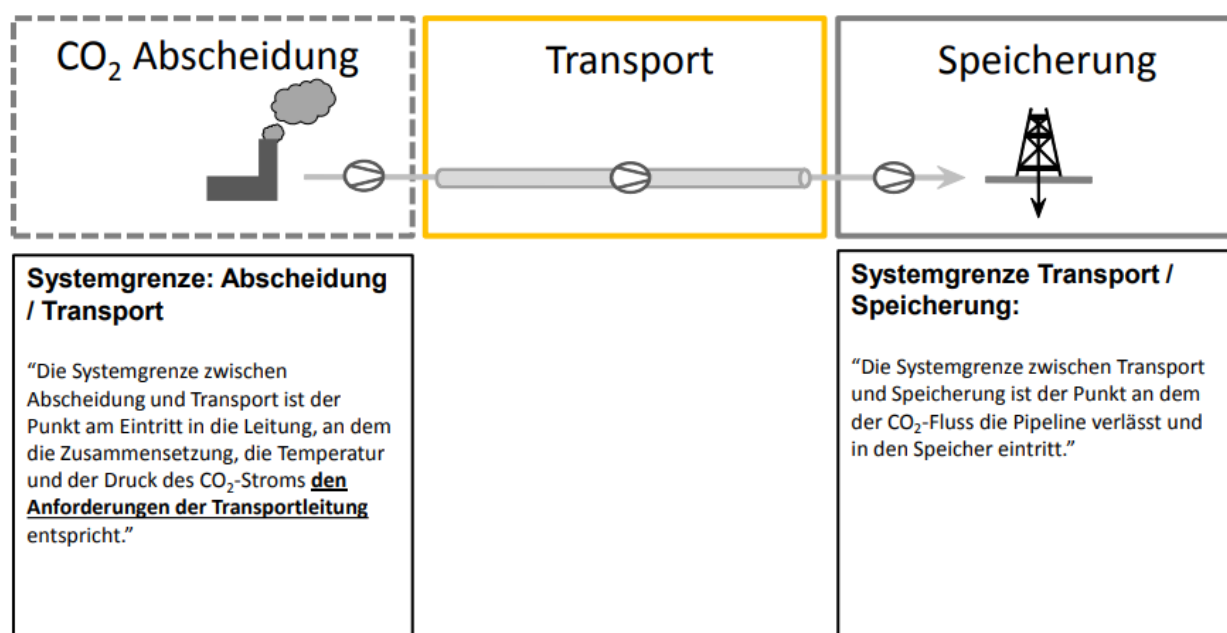 CO₂ Abscheidung
Transport
Speicherung
Systemgrenze: Abscheidung
/ Transport
“Die Systemgrenze zwischen
Abscheidung und Transport ist der
Punkt am Eintritt in die Leitung, an dem
die Zusammensetzung, die Temperatur
und der Druck des CO₂-Stroms den
Anforderungen der Transportleitung
entspricht.”
Systemgrenze Transport /
Speicherung:
“Die Systemgrenze zwischen Transport
und Speicherung ist der Punkt an dem
der CO₂-Fluss die Pipeline verlässt und
in den Speicher eintritt.”